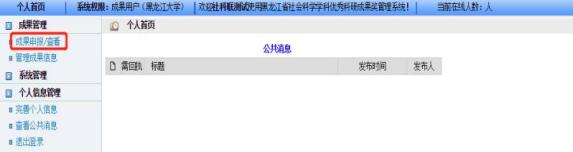 个人首页 系统权限：成果用户（黑龙江大学） 欢迎社科联测试使用黑龙江省社会科学学科优秀科研成果奖管理系统！ 当前在线人数： 人
成果管理
成果申报/查看
管理成果信息
系统管理
个人信息管理
完善个人信息
查看公共消息
退出登录
个人首页
公共消息
需回执 标题 发布时间 发布人